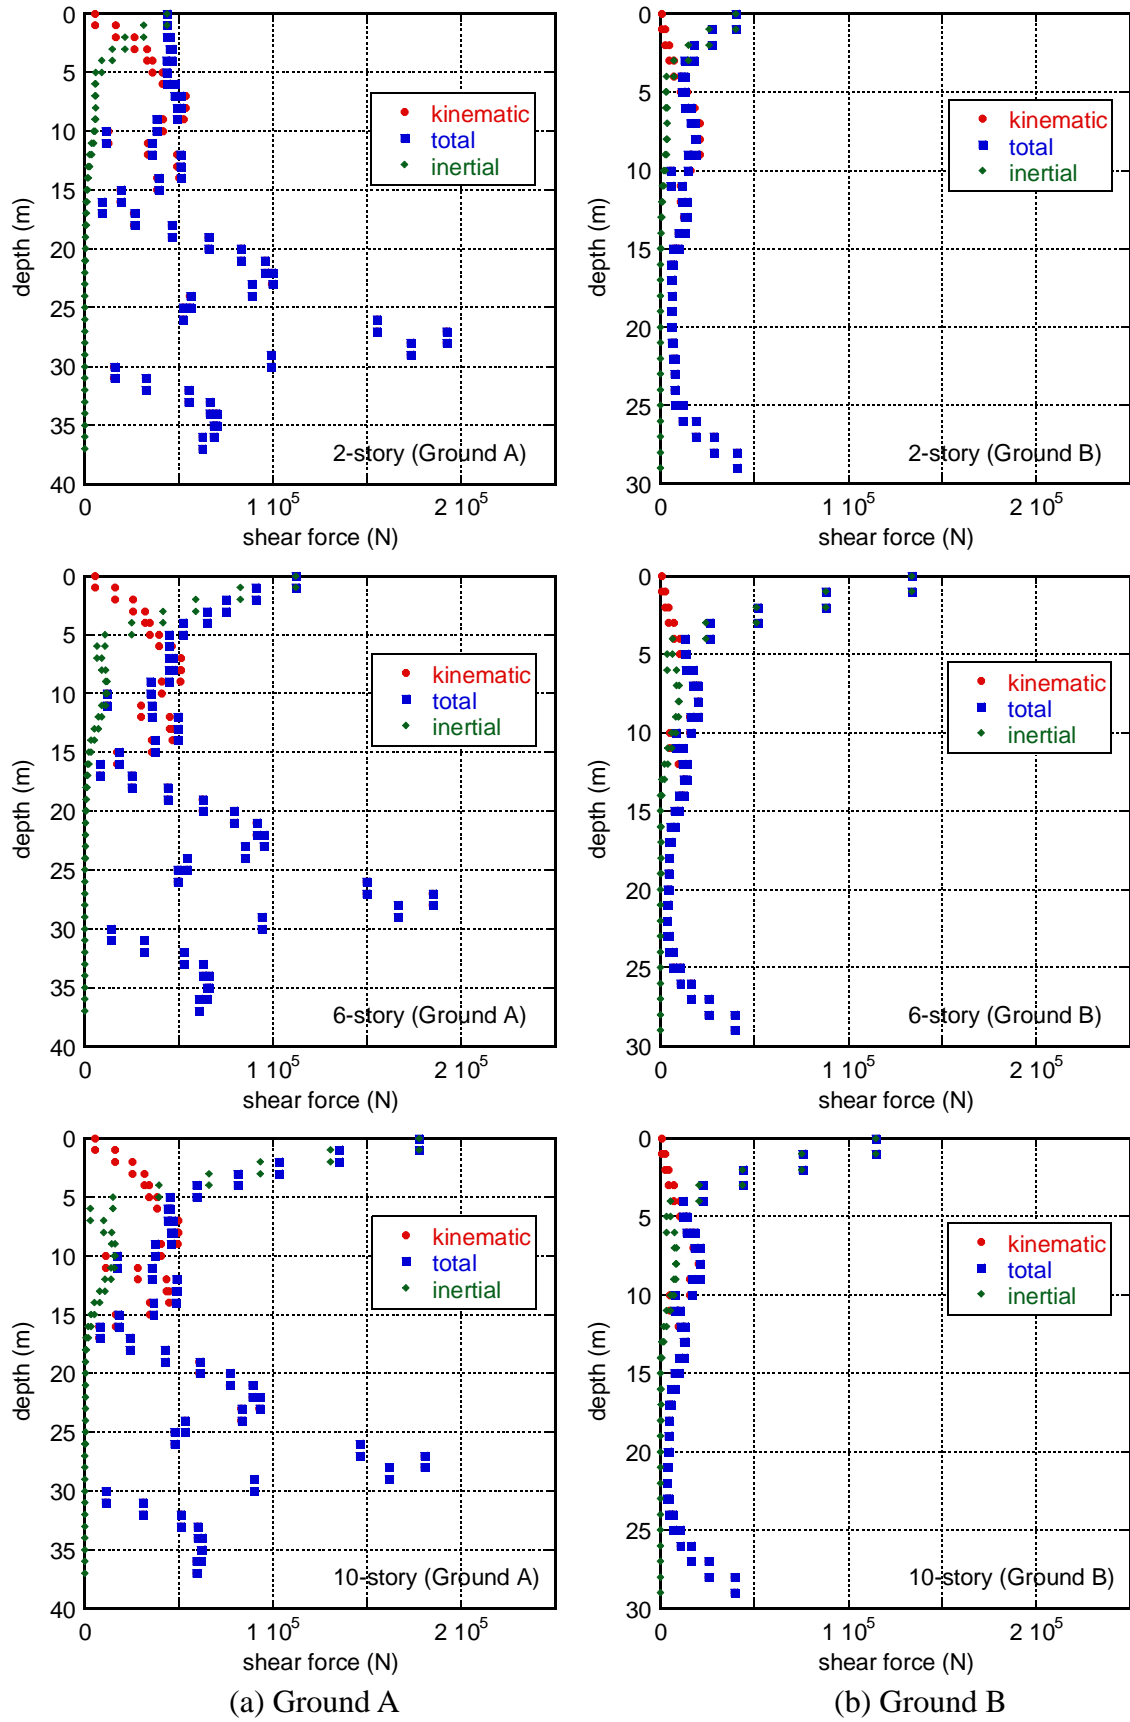 0
5
10
15
20
25
30
35
40
depth (m)
kinematic
total
inertial
2-story (Ground A)
0 1 10^5 2 10^5
shear force (N)
0
5
10
15
20
25
30
depth (m)
kinematic
total
inertial
2-story (Ground B)
0 1 10^5 2 10^5
shear force (N)
0
5
10
15
20
25
30
35
40
depth (m)
kinematic
total
inertial
6-story (Ground A)
0 1 10^5 2 10^5
shear force (N)
0
5
10
15
20
25
30
depth (m)
kinematic
total
inertial
6-story (Ground B)
0 1 10^5 2 10^5
shear force (N)
0
5
10
15
20
25
30
35
40
depth (m)
kinematic
total
inertial
10-story (Ground A)
0 1 10^5 2 10^5
shear force (N)
0
5
10
15
20
25
30
depth (m)
kinematic
total
inertial
10-story (Ground B)
0 1 10^5 2 10^5
shear force (N)
(a) Ground A
(b) Ground B